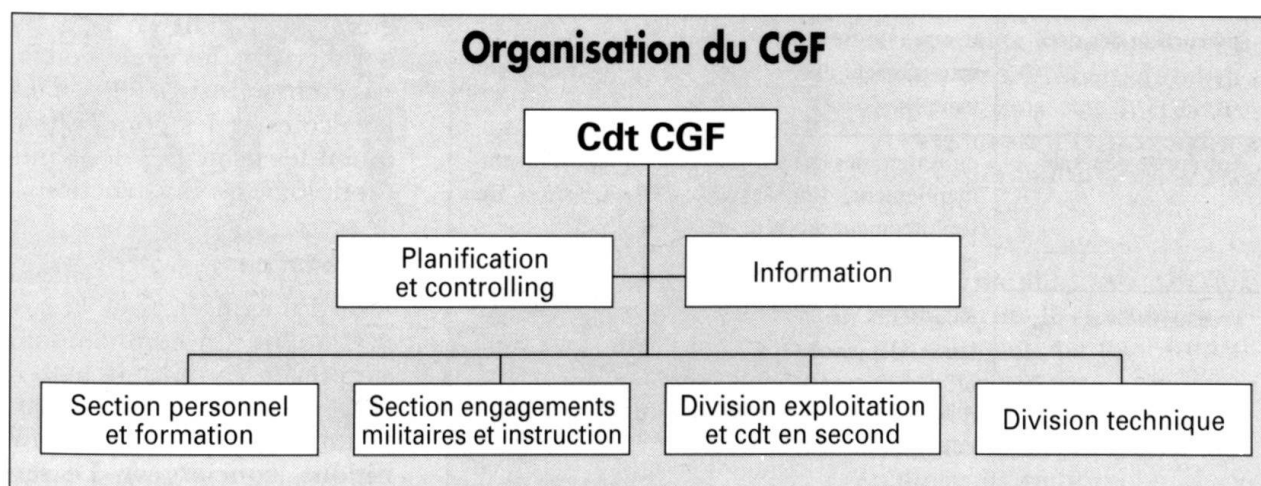 Organisation du CGF
Cdt CGF
Planification
et controlling
Information
Section personnel
et formation
Section engagements
militaires et instruction
Division exploitation
et cdt en second
Division technique